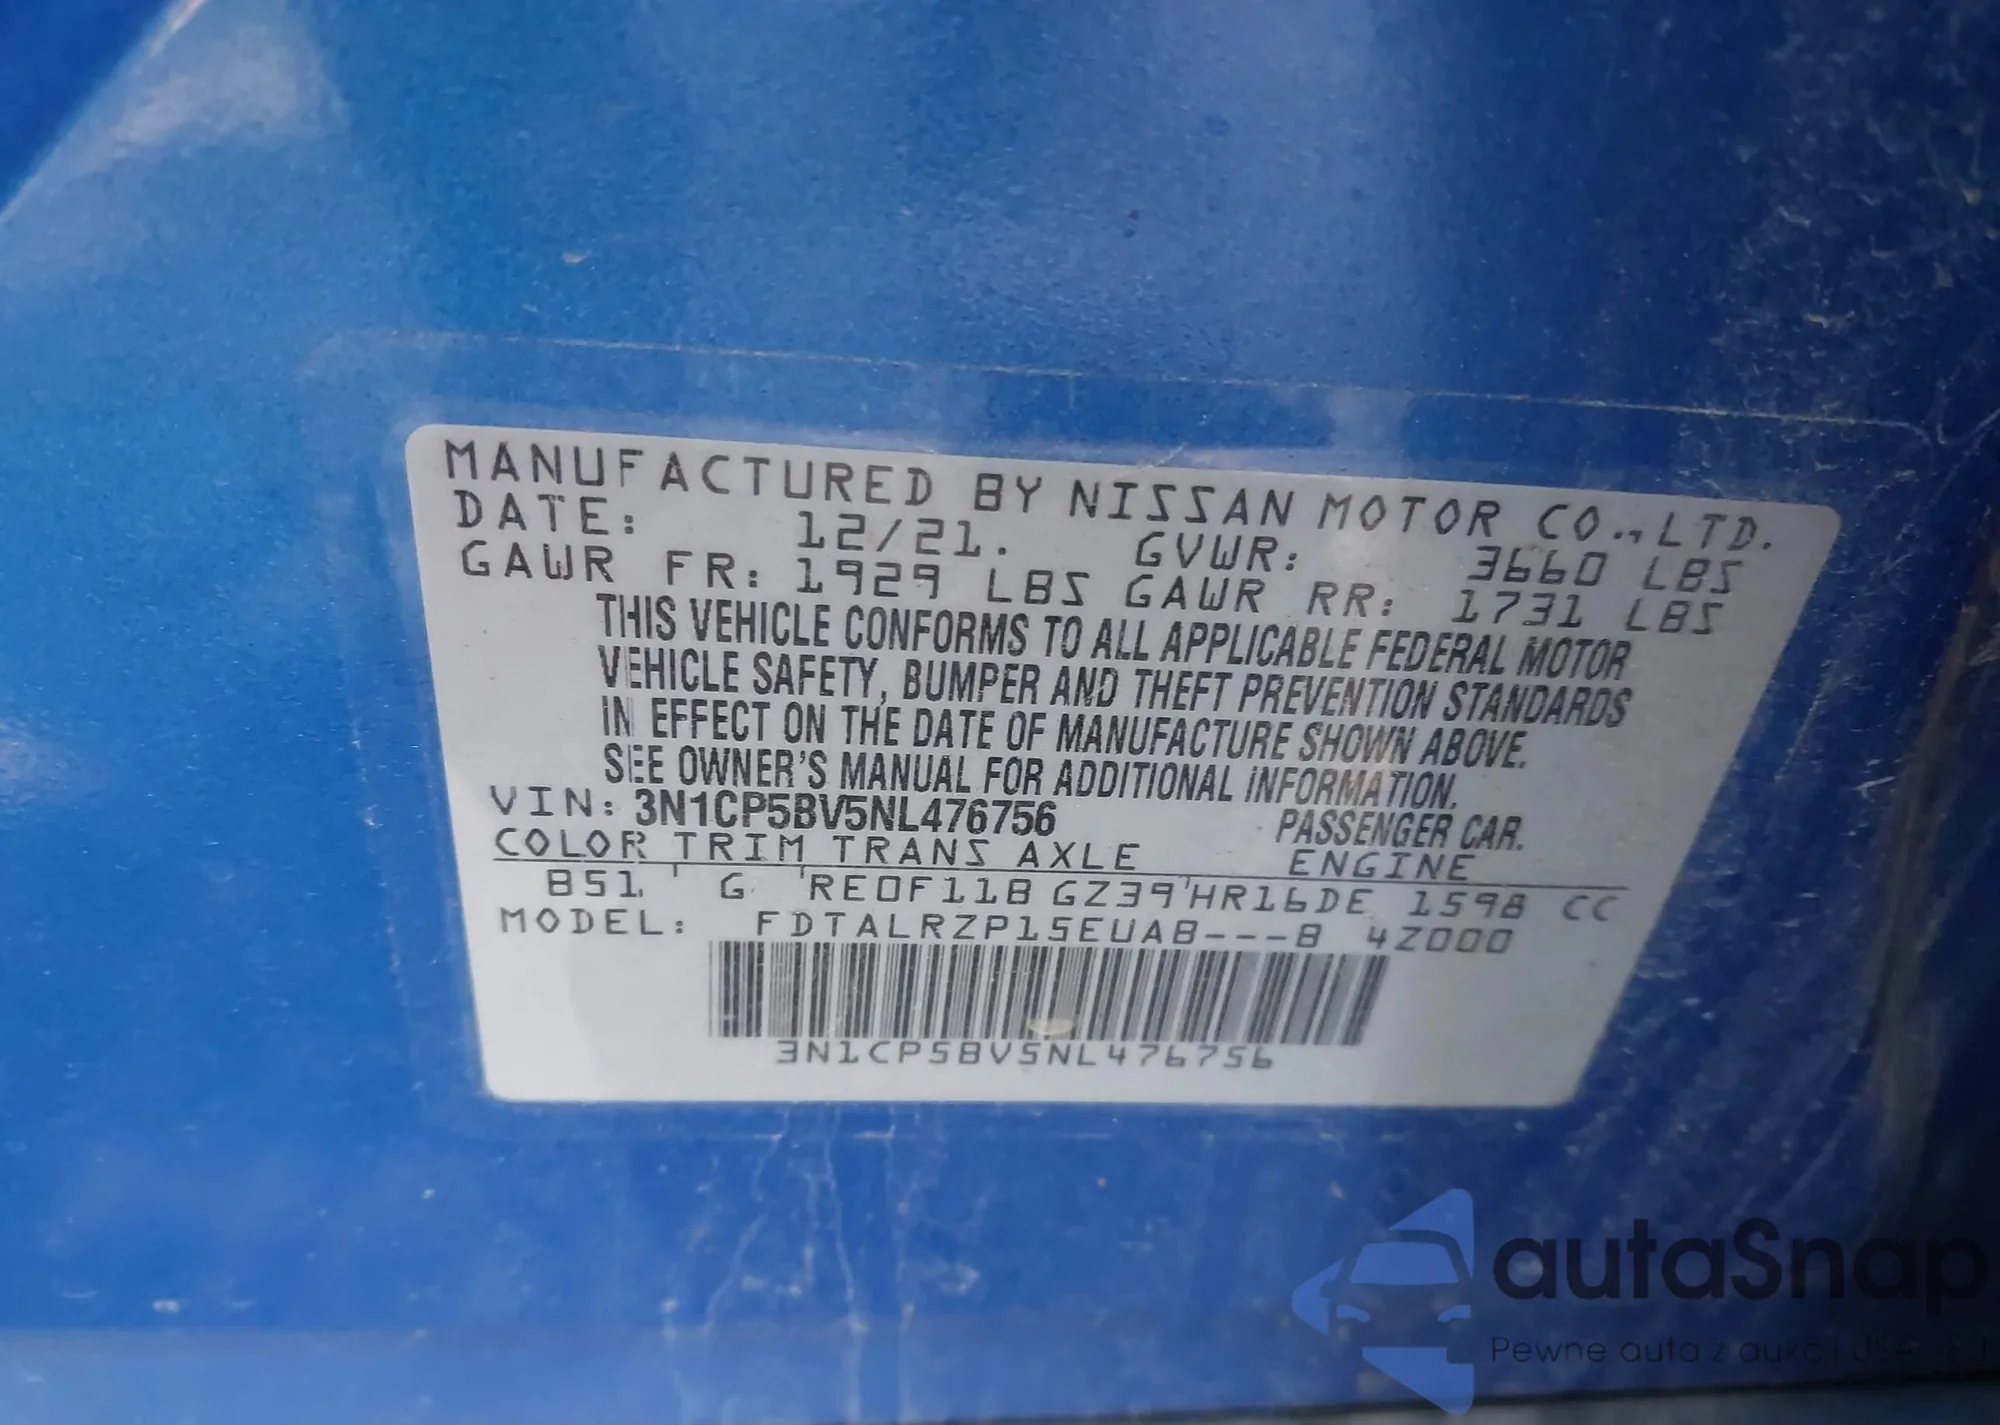 MANUFACTURED BY NISSAN MOTOR CO.,LTD.
DATE: 12/21. GVWR: 3660 LBS
GAWR FR: 1929 LBS GAWR RR: 1731 LBS
THIS VEHICLE CONFORMS TO ALL APPLICABLE FEDERAL MOTOR
VEHICLE SAFETY, BUMPER AND THEFT PREVENTION STANDARDS
IN EFFECT ON THE DATE OF MANUFACTURE SHOWN ABOVE.
SEE OWNER'S MANUAL FOR ADDITIONAL INFORMATION.
VIN: 3N1CP5BV5NL476756 PASSENGER CAR.
COLOR TRIM TRANS AXLE ENGINE
B51 G RE0F11B GZ39 HR16DE 1598 CC
MODEL: FDTALRZP15EUAB---B 4Z000
3N1CP5BV5NL476756
autaSnap
Pewne auta z aukcji